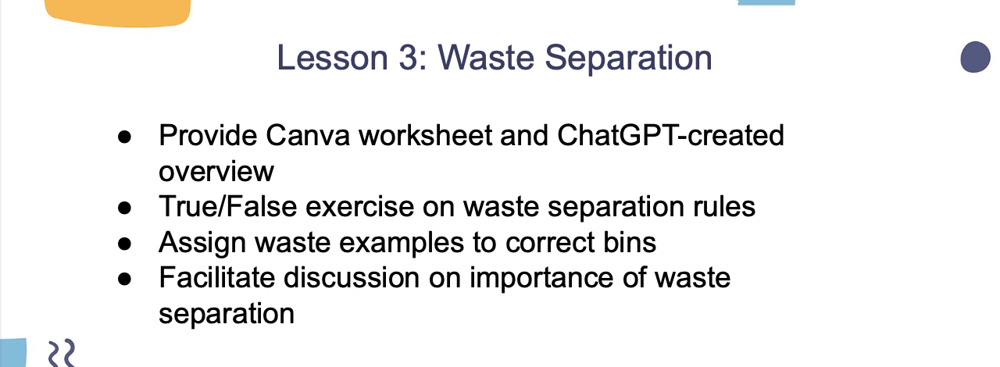 Lesson 3: Waste Separation
● Provide Canva worksheet and ChatGPT-created
overview
● True/False exercise on waste separation rules
● Assign waste examples to correct bins
● Facilitate discussion on importance of waste
separation